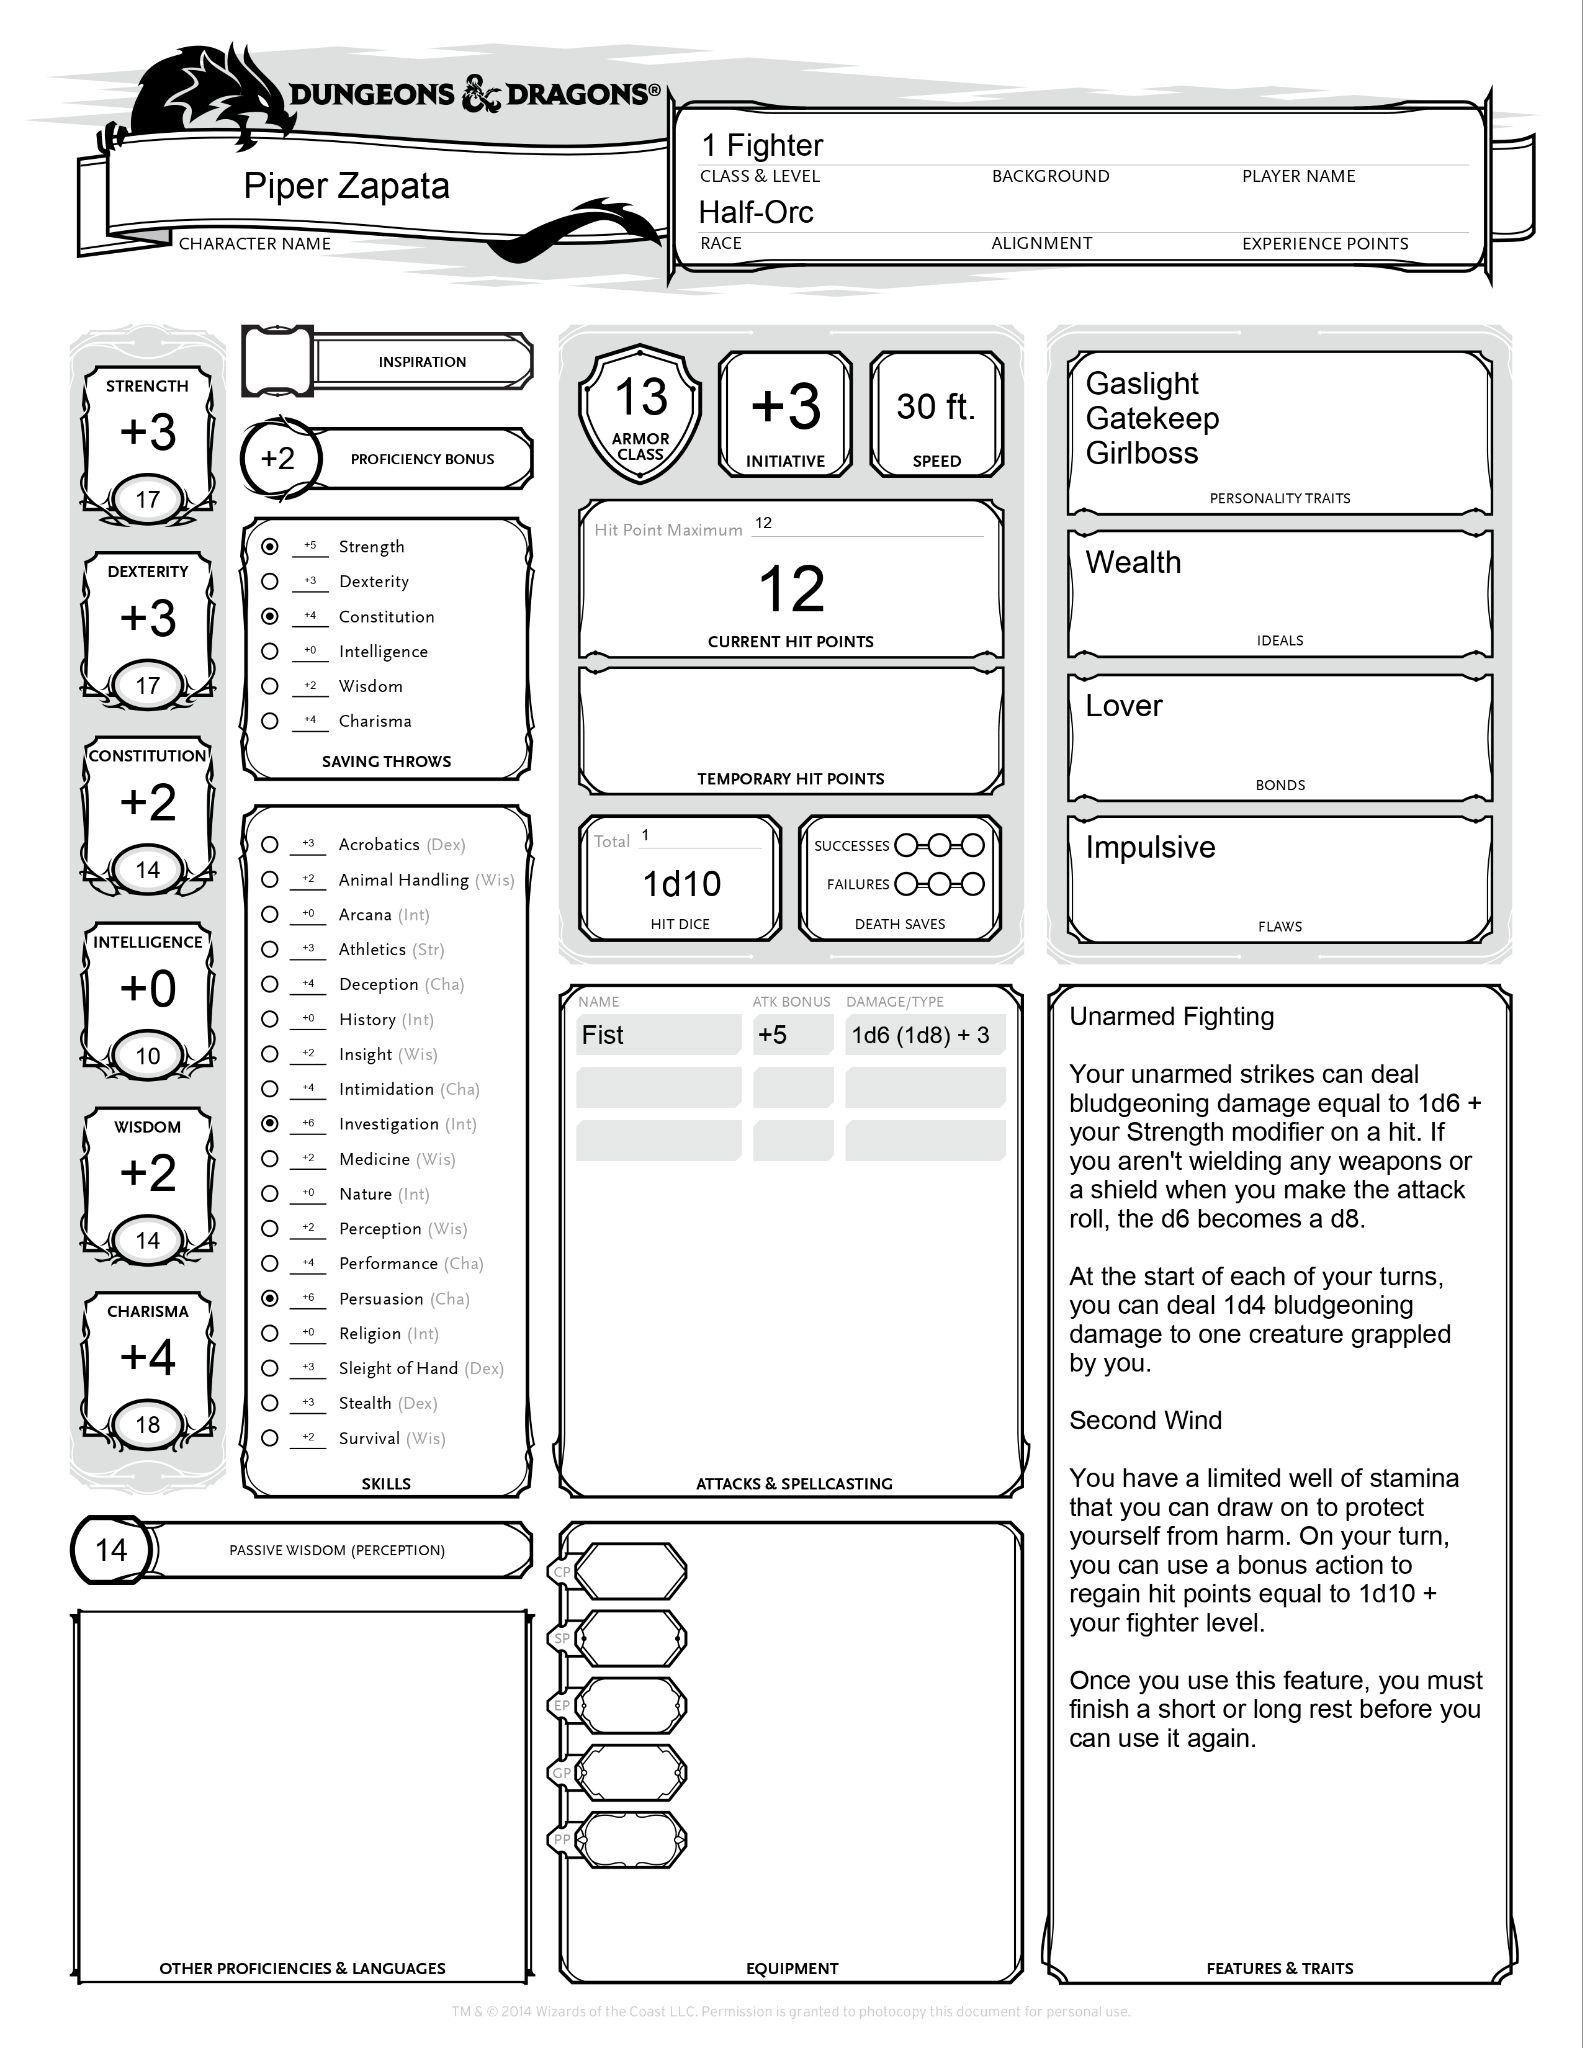 DUNGEONS & DRAGONS®
Piper Zapata
CHARACTER NAME
1 Fighter
CLASS & LEVEL
BACKGROUND
PLAYER NAME
Half-Orc
RACE
ALIGNMENT
EXPERIENCE POINTS
STRENGTH
+3
17
DEXTERITY
+3
17
CONSTITUTION
+2
14
INTELLIGENCE
+0
10
WISDOM
+2
14
CHARISMA
+4
18
INSPIRATION
+2 PROFICIENCY BONUS
+5 Strength
+3 Dexterity
+4 Constitution
+0 Intelligence
+2 Wisdom
+4 Charisma
SAVING THROWS
+3 Acrobatics (Dex)
+2 Animal Handling (Wis)
+0 Arcana (Int)
+3 Athletics (Str)
+4 Deception (Cha)
+0 History (Int)
+2 Insight (Wis)
+4 Intimidation (Cha)
+6 Investigation (Int)
+2 Medicine (Wis)
+0 Nature (Int)
+2 Perception (Wis)
+4 Performance (Cha)
+6 Persuasion (Cha)
+0 Religion (Int)
+3 Sleight of Hand (Dex)
+3 Stealth (Dex)
+2 Survival (Wis)
SKILLS
14 PASSIVE WISDOM (PERCEPTION)
OTHER PROFICIENCIES & LANGUAGES
13
ARMOR
CLASS
+3
INITIATIVE
30 ft.
SPEED
Hit Point Maximum 12
12
CURRENT HIT POINTS
TEMPORARY HIT POINTS
Total 1
1d10
HIT DICE
SUCCESSES
FAILURES
DEATH SAVES
NAME ATK BONUS DAMAGE/TYPE
Fist +5 1d6 (1d8) + 3
ATTACKS & SPELLCASTING
CP
SP
EP
GP
PP
EQUIPMENT
Gaslight
Gatekeep
Girlboss
PERSONALITY TRAITS
Wealth
IDEALS
Lover
BONDS
Impulsive
FLAWS
Unarmed Fighting
Your unarmed strikes can deal
bludgeoning damage equal to 1d6 +
your Strength modifier on a hit. If
you aren't wielding any weapons or
a shield when you make the attack
roll, the d6 becomes a d8.
At the start of each of your turns,
you can deal 1d4 bludgeoning
damage to one creature grappled
by you.
Second Wind
You have a limited well of stamina
that you can draw on to protect
yourself from harm. On your turn,
you can use a bonus action to
regain hit points equal to 1d10 +
your fighter level.
Once you use this feature, you must
finish a short or long rest before you
can use it again.
FEATURES & TRAITS
TM & © 2014 Wizards of the Coast LLC. Permission is granted to photocopy this document for personal use.